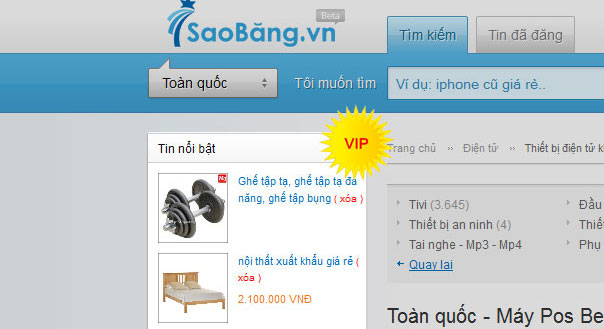 Beta
SaoBăng.vn
Tìm kiếm
Tin đã đăng
Toàn quốc
Tôi muốn tìm
Ví dụ: iphone cũ giá rẻ..
Tin nổi bật
VIP
Trang chủ » Điện tử » Thiết bị điện tử
Ghế tập tạ, ghế tập tạ đa
năng, ghế tập bụng ( xóa )
nội thất xuất khẩu giá rẻ (
xóa )
2.100.000 VNĐ
Tivi (3.645)
Đầu
Thiết bị an ninh (4)
Thiế
Tai nghe - Mp3 - Mp4
Phụ
Quay lại
Toàn quốc - Máy Pos Be